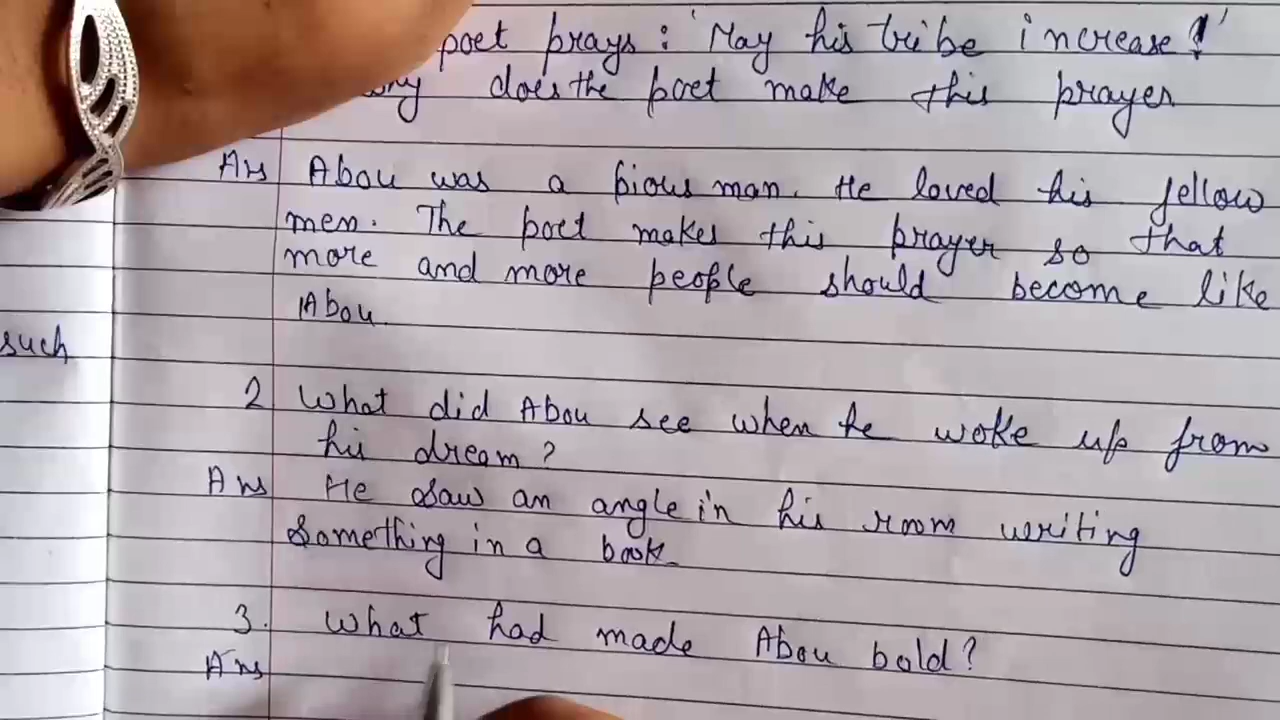 poet prays: 'May his tribe increase!'
does the poet make this prayer
Ans Abou was a pious man. He loved his fellow
men. The poet makes this prayer so that
more and more people should become like
Abou.
such
2 What did Abou see when he woke up from
his dream?
Ans He saw an angle in his room writing
something in a book
3. What had made Abou bold?
Ans